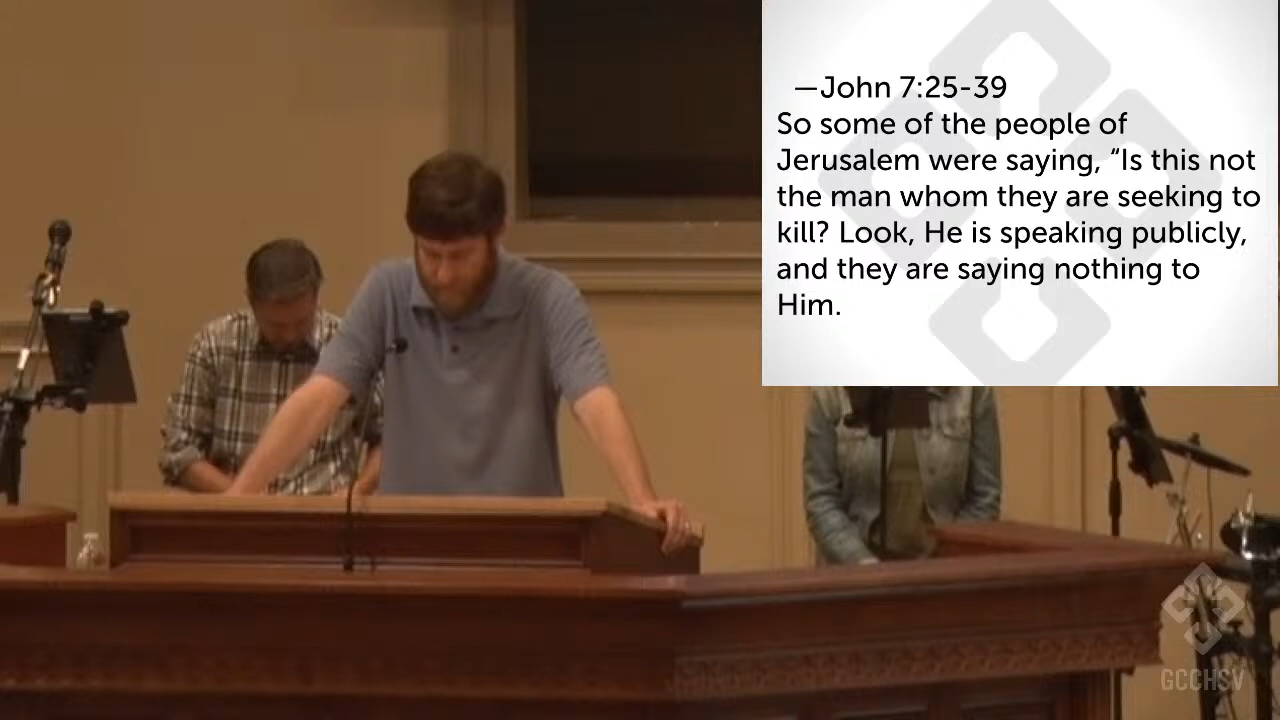 —John 7:25-39
So some of the people of
Jerusalem were saying, “Is this not
the man whom they are seeking to
kill? Look, He is speaking publicly,
and they are saying nothing to
Him.
GCCHSV